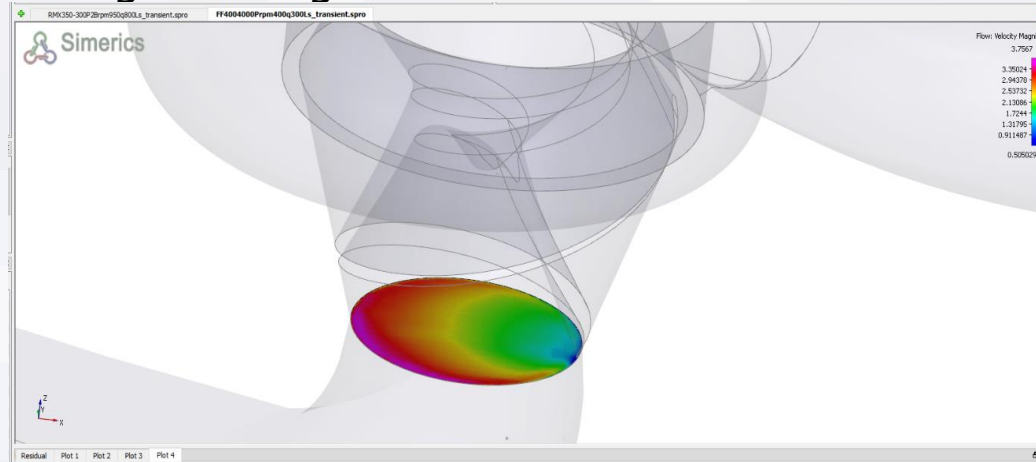 RMX350-300P2Brpm950q800Ls_transient.spro
FF4004000Prpm400q300Ls_transient.spro
Simerics
Flow: Velocity Magni
3.7567
3.35024
2.94378
2.53732
2.13086
1.7244
1.31795
0.911487
0.505029
Z
Y
X
Residual Plot 1 Plot 2 Plot 3 Plot 4